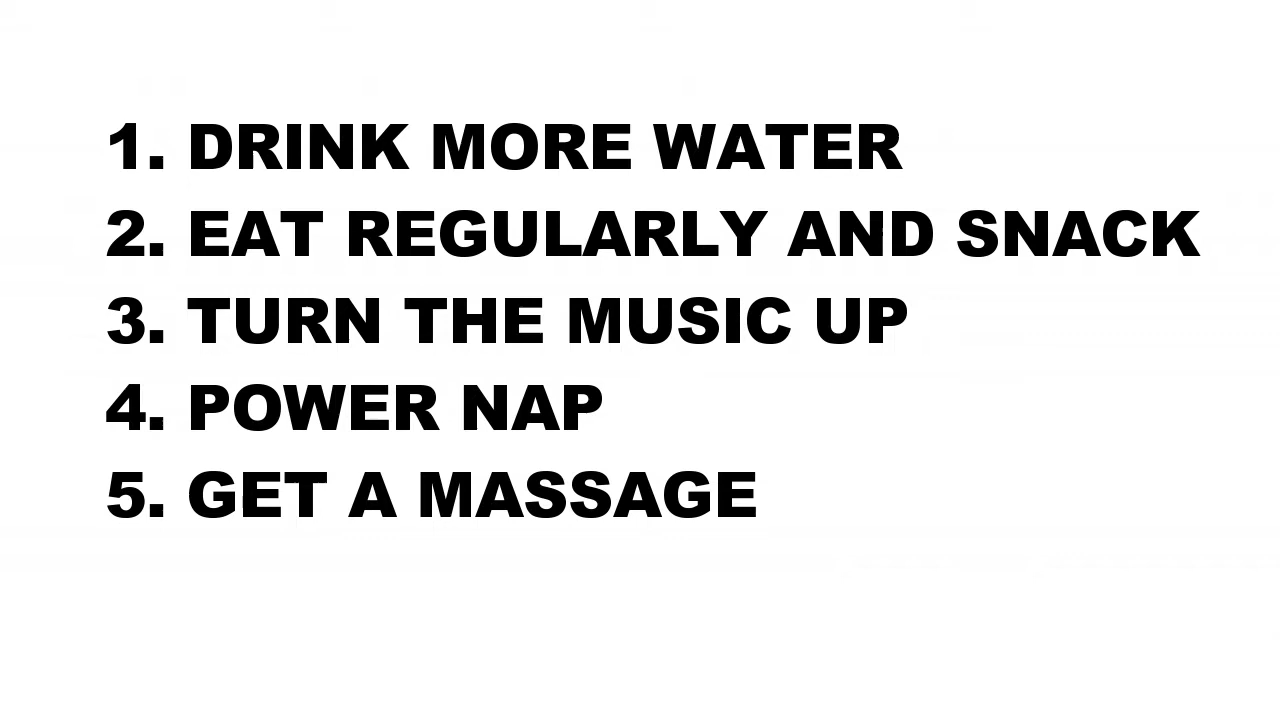 1. DRINK MORE WATER
2. EAT REGULARLY AND SNACK
3. TURN THE MUSIC UP
4. POWER NAP
5. GET A MASSAGE